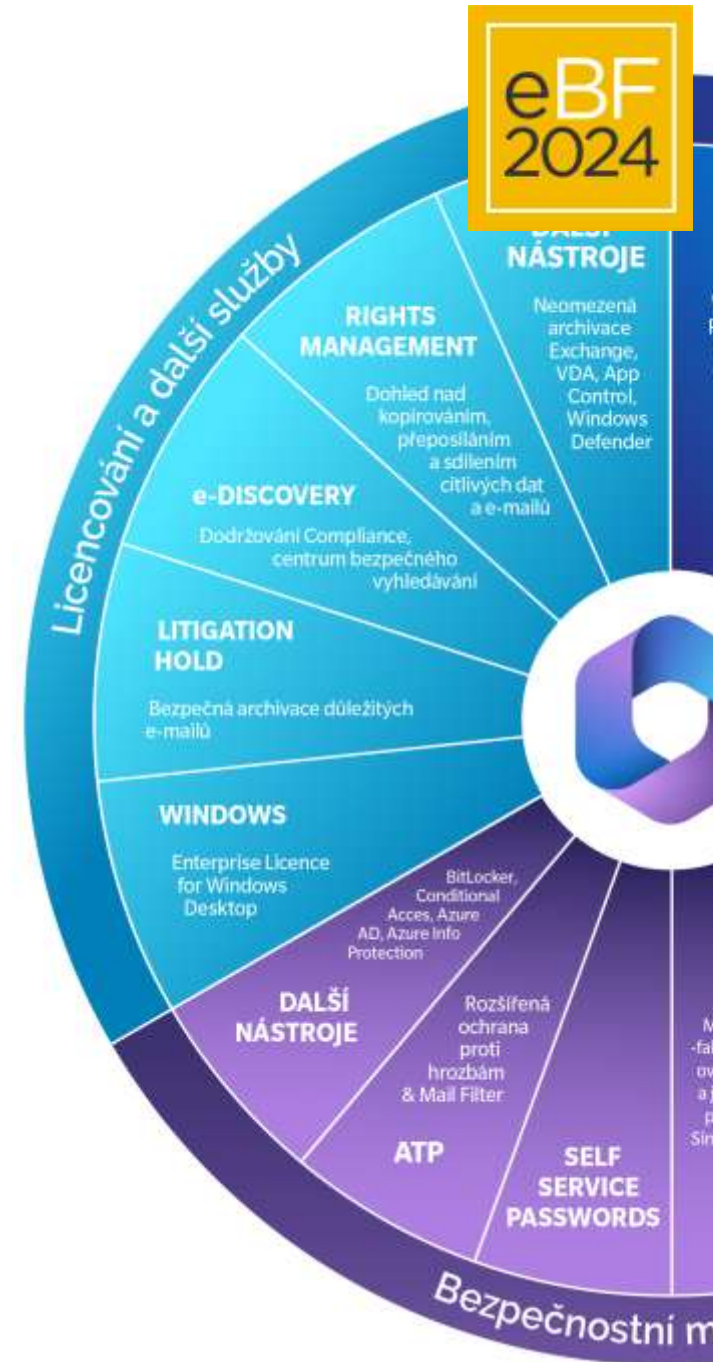 eBF
2024
Licencování a další služby
DALŠÍ
NÁSTROJE
Neomezená
archivace
Exchange,
VDA, App
Control,
Windows
Defender
RIGHTS
MANAGEMENT
Dohled nad
kopírováním,
přeposíláním
a sdílením
citlivých dat
a e-mailů
e-DISCOVERY
Dodržování Compliance,
centrum bezpečného
vyhledávání
LITIGATION
HOLD
Bezpečná archivace důležitých
e-mailů
WINDOWS
Enterprise Licence
for Windows
Desktop
BitLocker,
Conditional
Acces, Azure
AD, Azure Info
Protection
DALŠÍ
NÁSTROJE
Rozšířená
ochrana
proti
hrozbám
& Mail Filter
ATP
SELF
SERVICE
PASSWORDS
Bezpečnostní